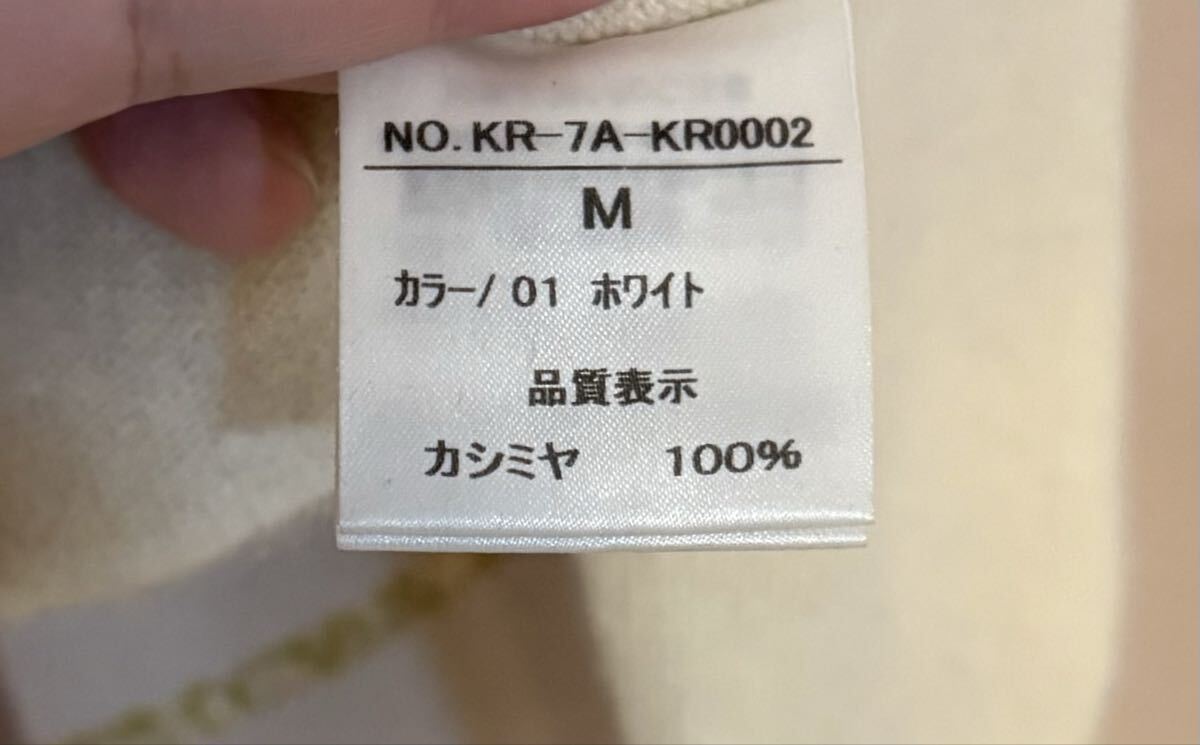 NO. KR-7A-KR0002
M
カラー/ 01 ホワイト
品質表示
カシミヤ 100%